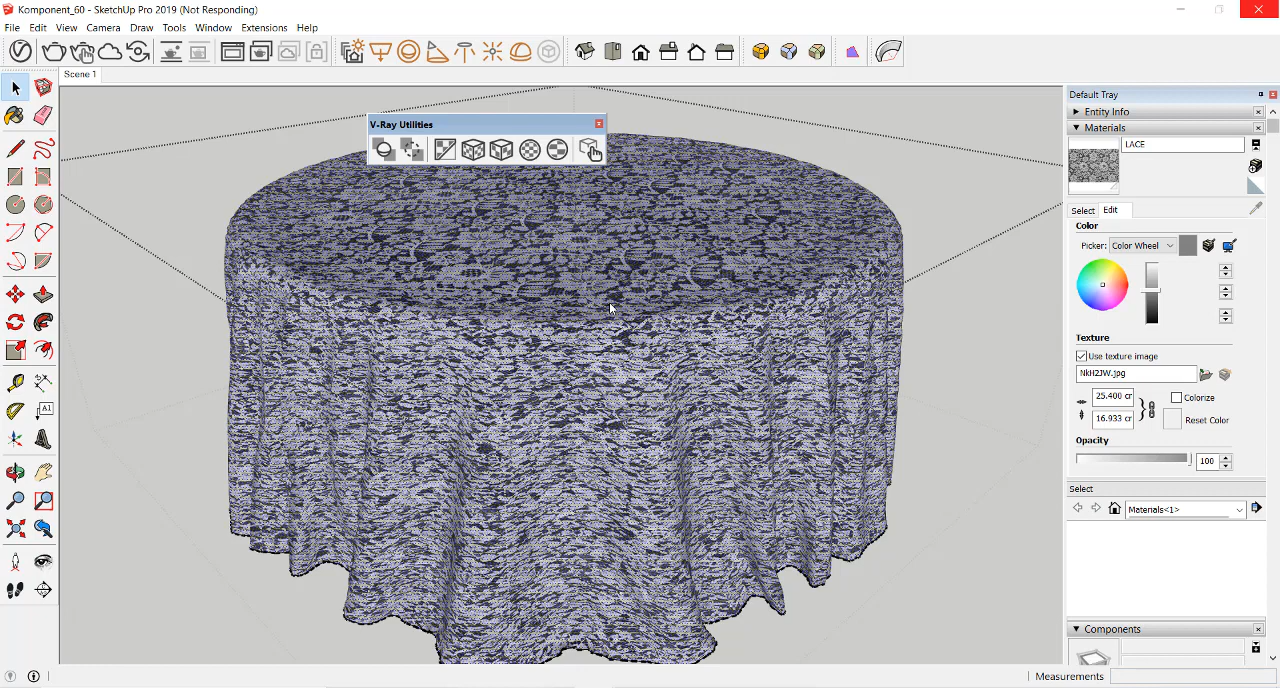 Komponent_60 - SketchUp Pro 2019 (Not Responding)
File Edit View Camera Draw Tools Window Extensions Help
Scene 1
Default Tray
V-Ray Utilities
Entity Info
Materials
LACE
Select Edit
Color
Picker: Color Wheel
Texture
Use texture image
NkH2JW.jpg
25.400 cr
Colorize
16.933 cr
Reset Color
A1
Opacity
100
Select
Materials<1>
Components
Measurements